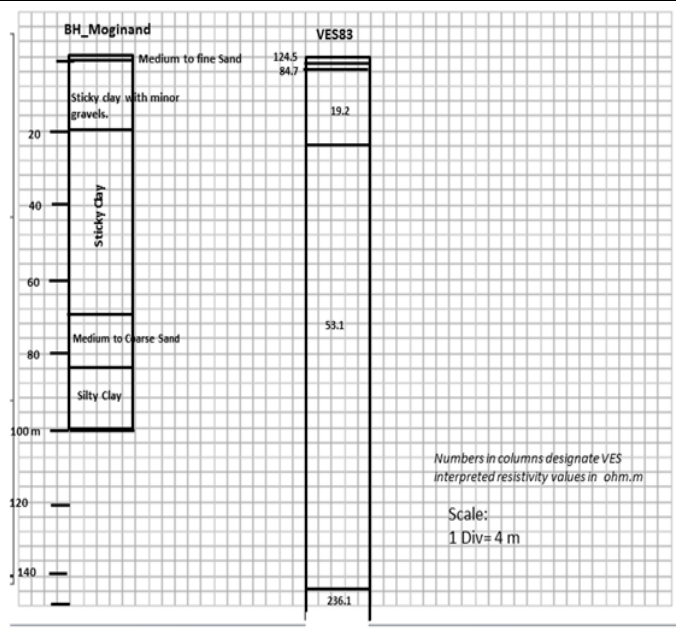 BH_Moginand
VES83
Medium to fine Sand
124.5
84.7
Sticky clay with minor
gravels.
19.2
20
40
Sticky Clay
60
53.1
Medium to Coarse Sand
80
Silty Clay
100 m
Numbers in columns designate VES
interpreted resistivity values in ohm.m
120
Scale:
1 Div= 4 m
140
236.1